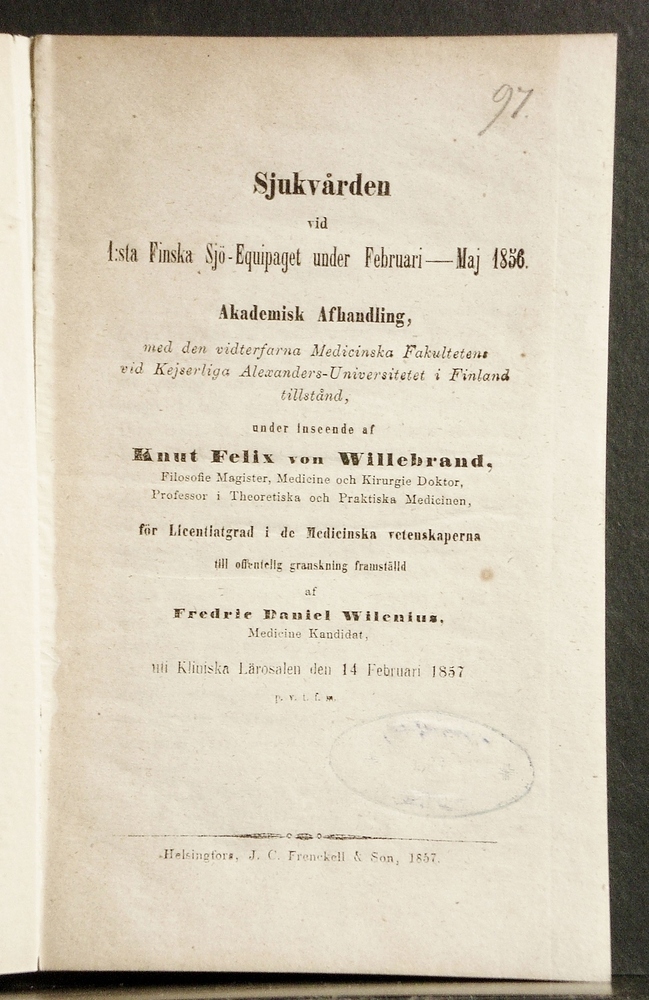 97.
Sjukvården
vid
1:sta Finska Sjö-Equipaget under Februari—Maj 1856.
Akademisk Afhandling,
med den vidterfarna Medicinska Fakultetens
vid Kejserliga Alexanders-Universitetet i Finland
tillstånd,
under inseende af
Knut Felix von Willebrand,
Filosofie Magister, Medicine och Kirurgie Doktor,
Professor i Theoretiska och Praktiska Medicinen,
för Licentiatgrad i de Medicinska vetenskaperna
till offentelig granskning framställd
af
Fredric Daniel Wilenius,
Medicine Kandidat,
uti Kliniska Lärosalen den 14 Februari 1857
p. v. t. f. m.
Helsingfors, J. C. Frenckell & Son, 1857.